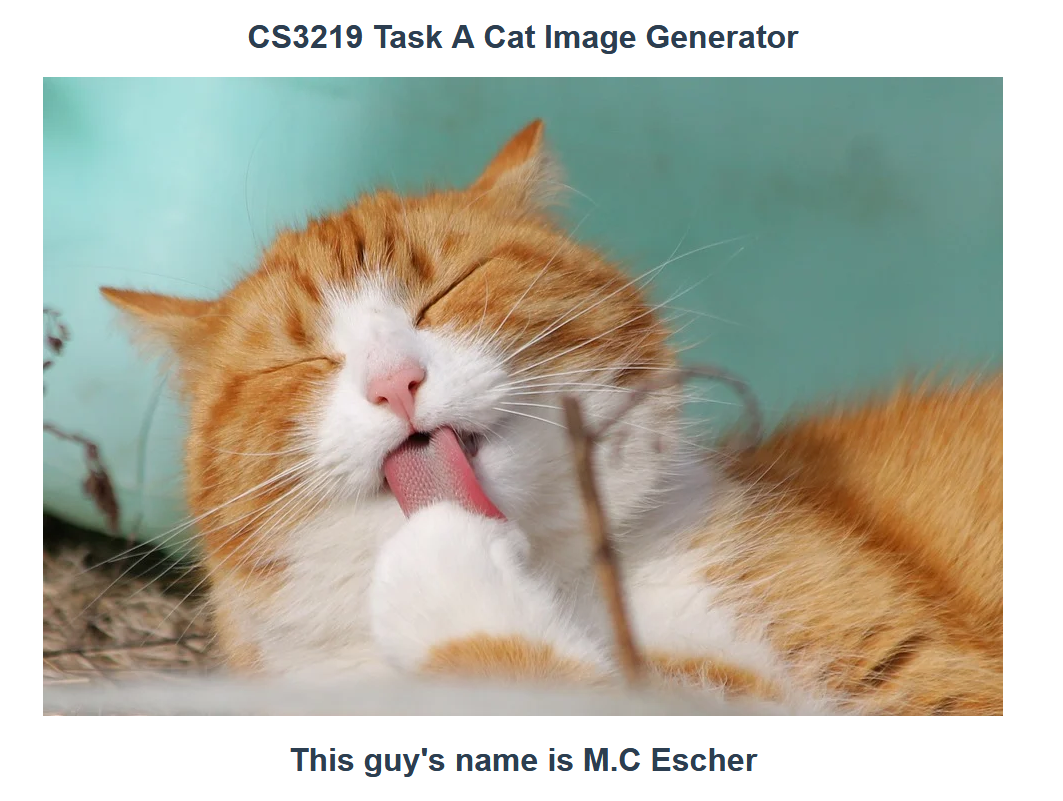 CS3219 Task A Cat Image Generator
This guy's name is M.C Escher